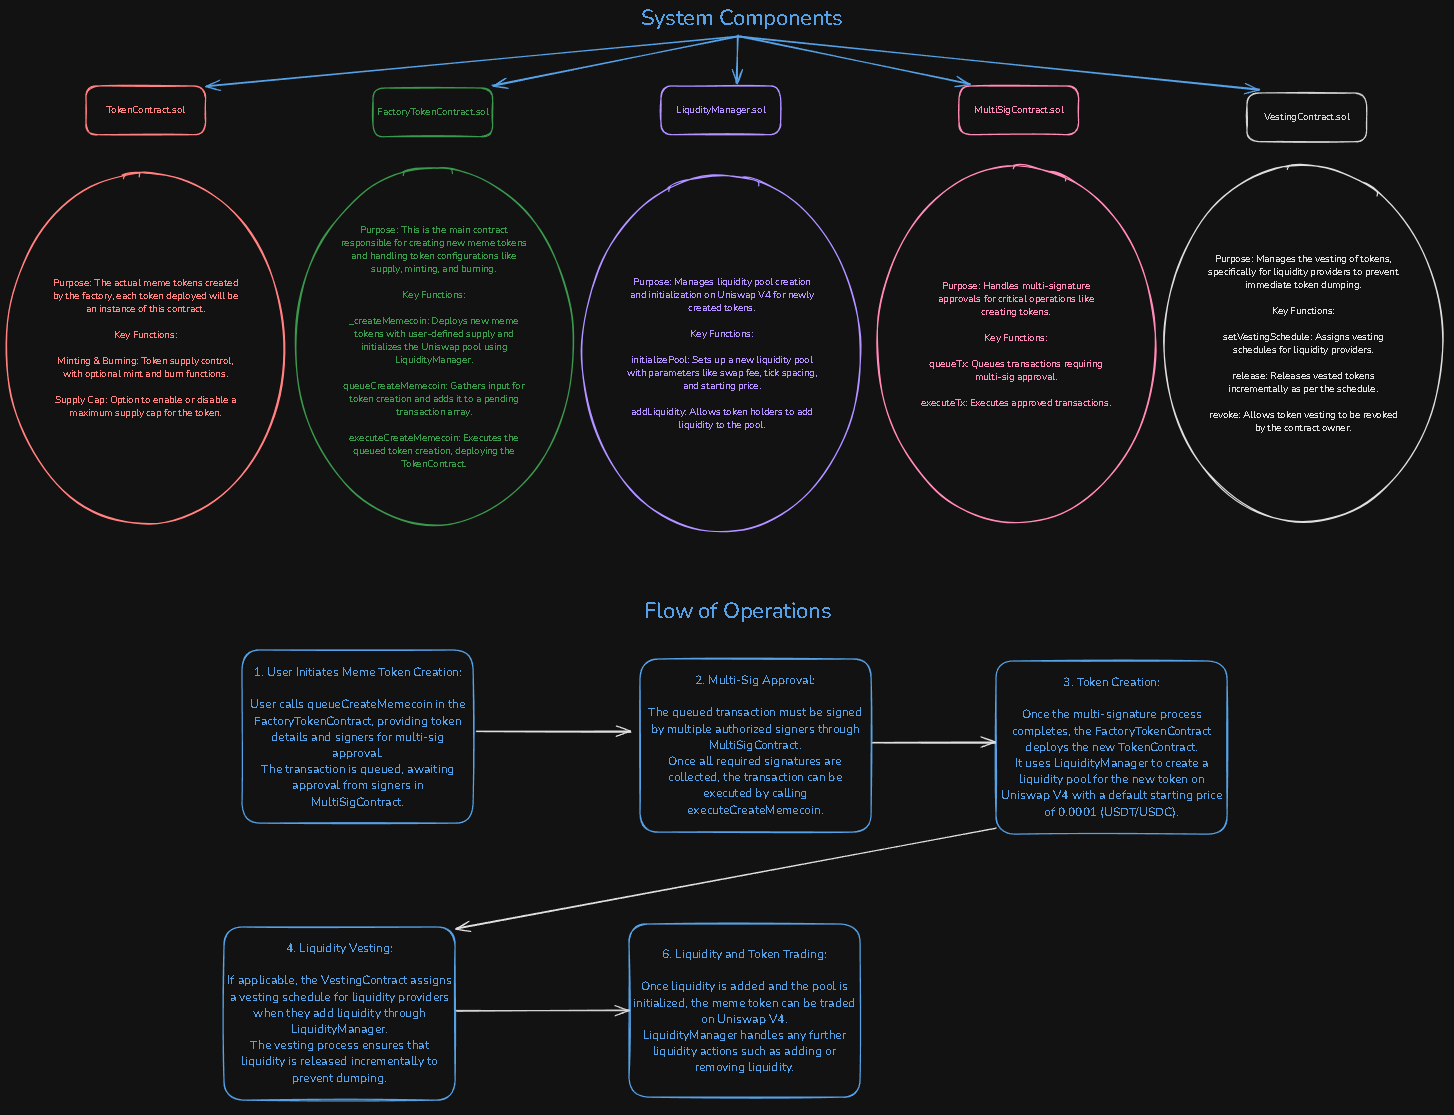 System Components
TokenContract.sol
FactoryTokenContract.sol
LiqudityManager.sol
MultiSigContract.sol
VestingContract.sol
Purpose: The actual meme tokens created
by the factory, each token deployed will be
an instance of this contract.
Key Functions:
Minting & Burning: Token supply control,
with optional mint and burn functions.
Supply Cap: Option to enable or disable a
maximum supply cap for the token.
Purpose: This is the main contract
responsible for creating new meme tokens
and handling token configurations like
supply, minting, and burning.
Key Functions:
_createMemecoin: Deploys new meme
tokens with user-defined supply and
initializes the Uniswap pool using
LiquidityManager.
queueCreateMemecoin: Gathers input for
token creation and adds it to a pending
transaction array.
executeCreateMemecoin: Executes the
queued token creation, deploying the
TokenContract.
Purpose: Manages liquidity pool creation
and initialization on Uniswap V4 for newly
created tokens.
Key Functions:
initializePool: Sets up a new liquidity pool
with parameters like swap fee, tick spacing,
and starting price.
addLiquidity: Allows token holders to add
liquidity to the pool.
Purpose: Handles multi-signature
approvals for critical operations like
creating tokens.
Key Functions:
queueTx: Queues transactions requiring
multi-sig approval.
executeTx: Executes approved transactions.
Purpose: Manages the vesting of tokens,
specifically for liquidity providers to prevent
immediate token dumping.
Key Functions:
setVestingSchedule: Assigns vesting
schedules for liquidity providers.
release: Releases vested tokens
incrementally as per the schedule.
revoke: Allows token vesting to be revoked
by the contract owner.
Flow of Operations
1. User Initiates Meme Token Creation:
User calls queueCreateMemecoin in the
FactoryTokenContract, providing token
details and signers for multi-sig
approval.
The transaction is queued, awaiting
approval from signers in
MultiSigContract.
2. Multi-Sig Approval:
The queued transaction must be signed
by multiple authorized signers through
MultiSigContract.
Once all required signatures are
collected, the transaction can be
executed by calling
executeCreateMemecoin.
3. Token Creation:
Once the multi-signature process
completes, the FactoryTokenContract
deploys the new TokenContract.
It uses LiquidityManager to create a
liquidity pool for the new token on
Uniswap V4 with a default starting price
of 0.0001 (USDT/USDC).
4. Liquidity Vesting:
If applicable, the VestingContract assigns
a vesting schedule for liquidity providers
when they add liquidity through
LiquidityManager.
The vesting process ensures that
liquidity is released incrementally to
prevent dumping.
6. Liquidity and Token Trading:
Once liquidity is added and the pool is
initialized, the meme token can be traded
on Uniswap V4.
LiquidityManager handles any further
liquidity actions such as adding or
removing liquidity.